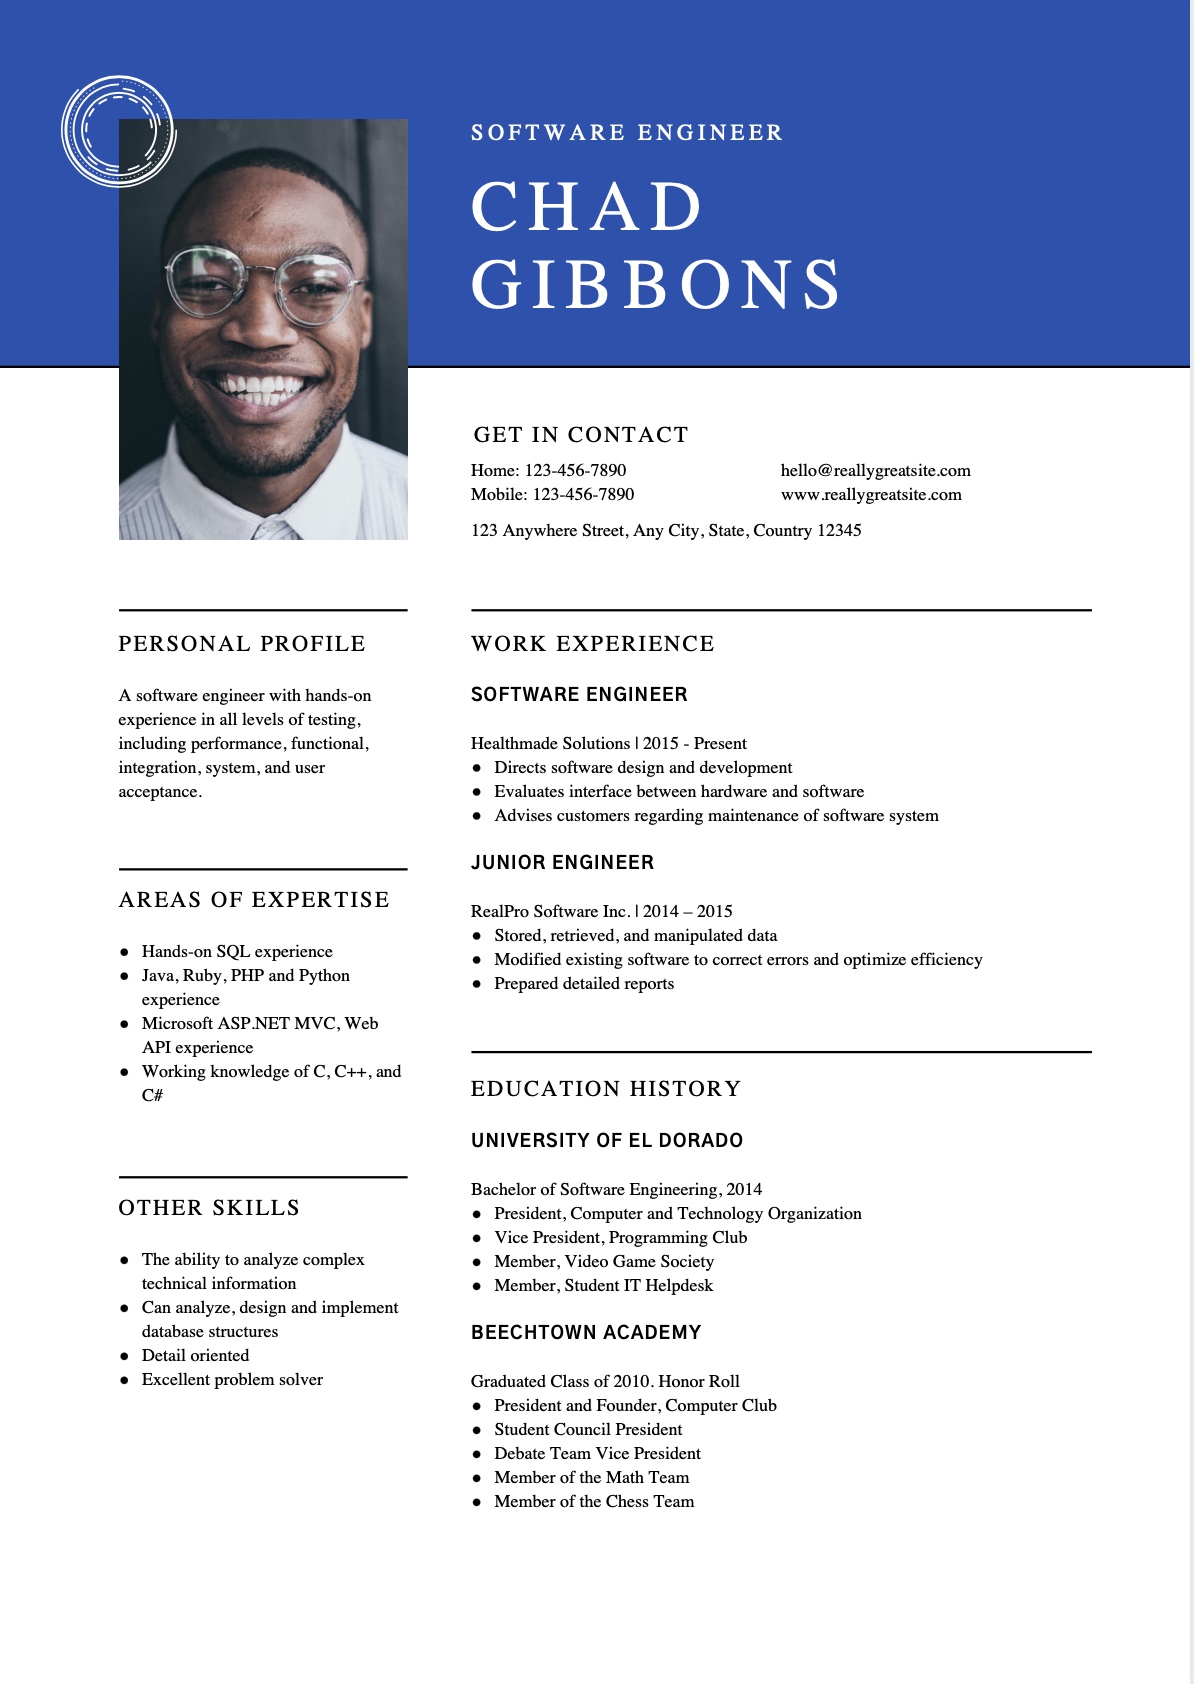 SOFTWARE ENGINEER
CHAD
GIBBONS
GET IN CONTACT
Home: 123-456-7890
Mobile: 123-456-7890
hello@reallygreatsite.com
www.reallygreatsite.com
123 Anywhere Street, Any City, State, Country 12345
PERSONAL PROFILE
A software engineer with hands-on
experience in all levels of testing,
including performance, functional,
integration, system, and user
acceptance.
AREAS OF EXPERTISE
● Hands-on SQL experience
● Java, Ruby, PHP and Python
experience
● Microsoft ASP.NET MVC, Web
API experience
● Working knowledge of C, C++, and
C#
OTHER SKILLS
● The ability to analyze complex
technical information
● Can analyze, design and implement
database structures
● Detail oriented
● Excellent problem solver
WORK EXPERIENCE
SOFTWARE ENGINEER
Healthmade Solutions | 2015 - Present
● Directs software design and development
● Evaluates interface between hardware and software
● Advises customers regarding maintenance of software system
JUNIOR ENGINEER
RealPro Software Inc. | 2014 – 2015
● Stored, retrieved, and manipulated data
● Modified existing software to correct errors and optimize efficiency
● Prepared detailed reports
EDUCATION HISTORY
UNIVERSITY OF EL DORADO
Bachelor of Software Engineering, 2014
● President, Computer and Technology Organization
● Vice President, Programming Club
● Member, Video Game Society
● Member, Student IT Helpdesk
BEECHTOWN ACADEMY
Graduated Class of 2010. Honor Roll
● President and Founder, Computer Club
● Student Council President
● Debate Team Vice President
● Member of the Math Team
● Member of the Chess Team